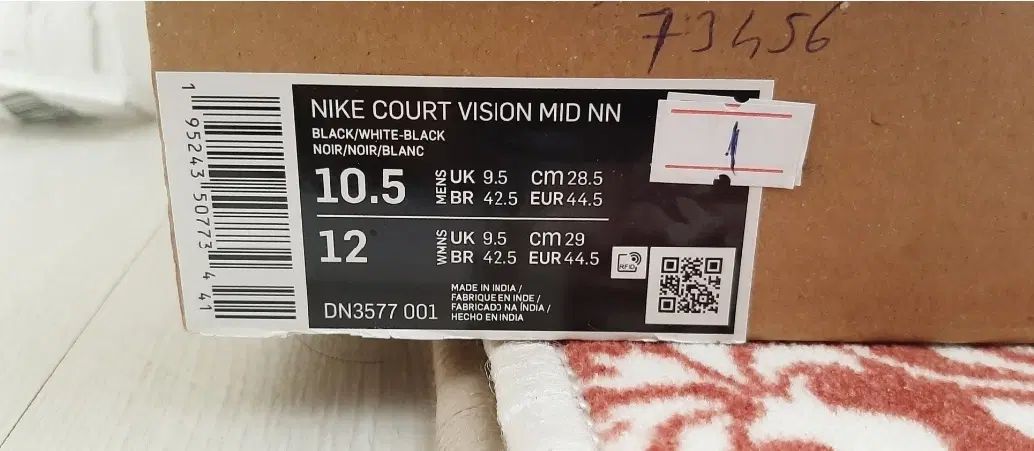 73456
NIKE COURT VISION MID NN
BLACK/WHITE-BLACK
NOIR/NOIR/BLANC
10.5 MENS UK 9.5 cm 28.5
BR 42.5 EUR 44.5
12 WMNS UK 9.5 cm 29
BR 42.5 EUR 44.5
RFID
DN3577 001
MADE IN INDIA /
FABRIQUE EN INDE /
FABRICADO NA ÍNDIA /
HECHO EN INDIA
1 95243 50773 4 41
1